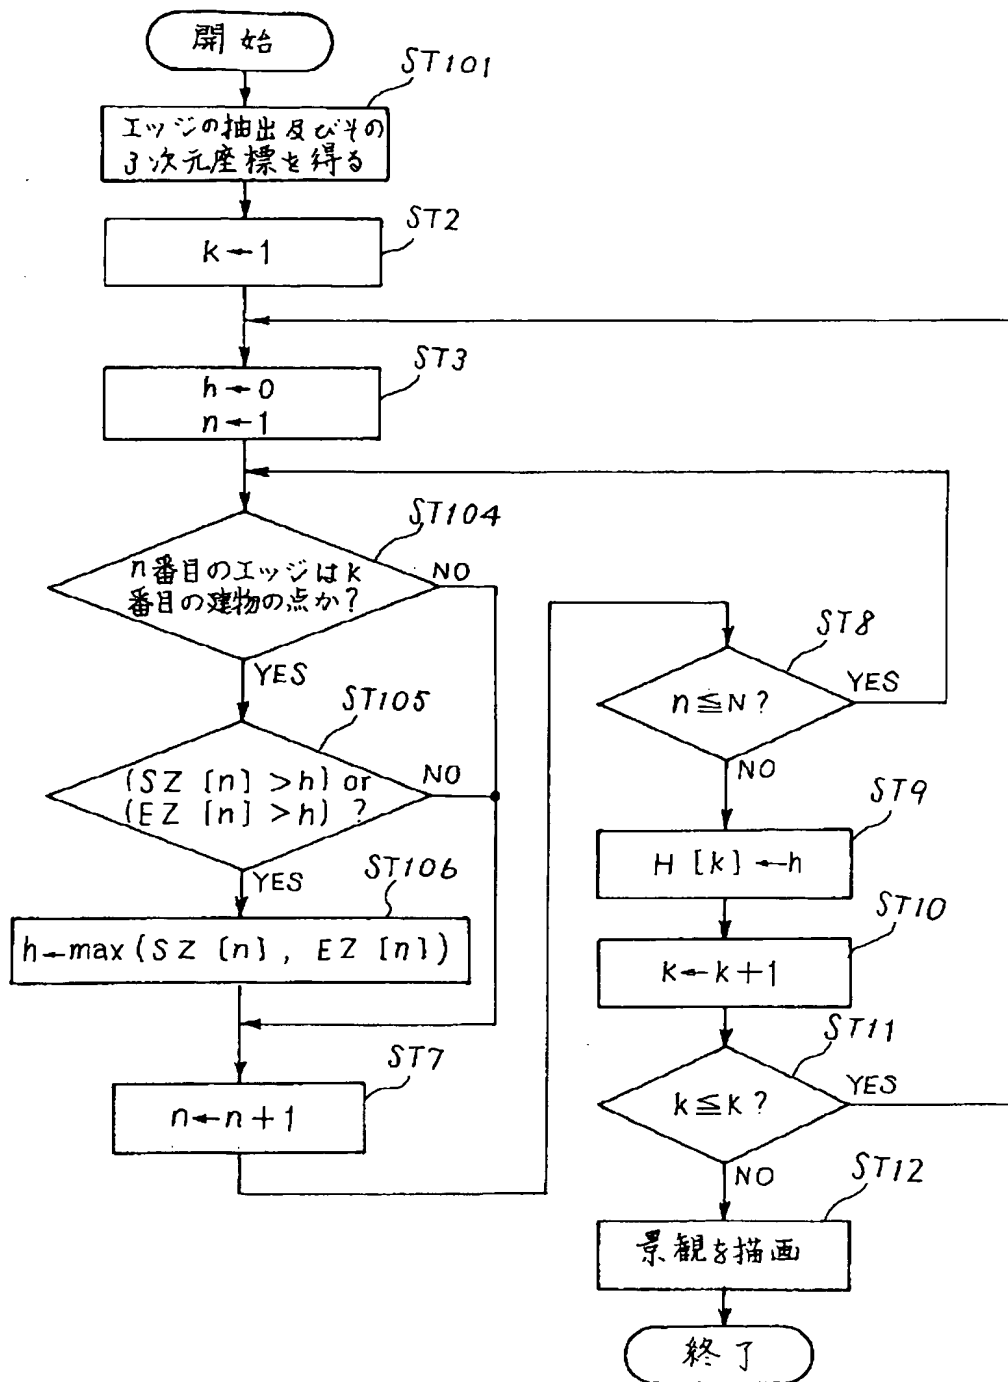 開始
ST101
エッジの抽出及びその
3次元座標を得る
ST2
k←1
ST3
h←0
n←1
ST104
n番目のエッジはk
番目の建物の点か?
NO
YES
ST105
(SZ [n] >h) or
(EZ [n] >h) ?
NO
YES
ST106
h←max (SZ [n] , EZ [n] )
ST7
n←n+1
ST8
n≦N?
YES
NO
ST9
H [k] ←h
ST10
k←k+1
ST11
k≦K?
YES
NO
ST12
景観を描画
終了